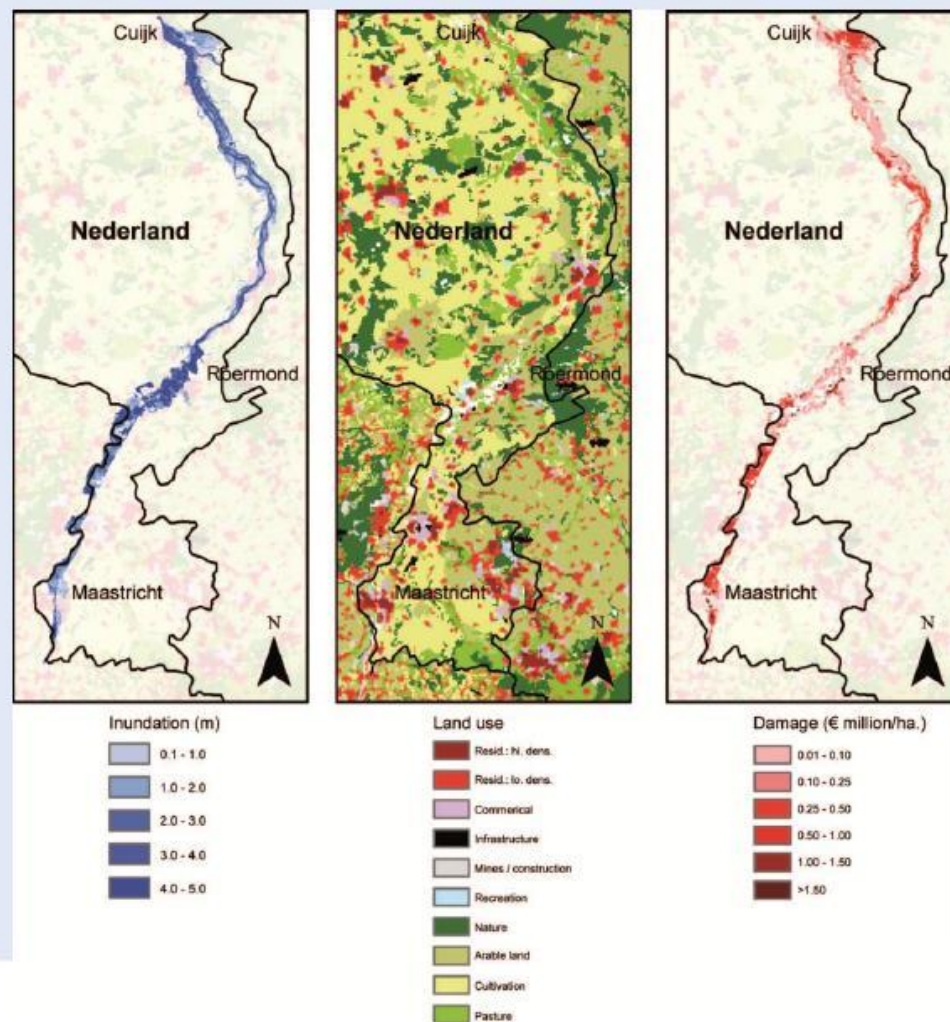 Cuijk
Nederland
Roermond
Maastricht
N
Inundation (m)
0.1 - 1.0
1.0 - 2.0
2.0 - 3.0
3.0 - 4.0
4.0 - 5.0
Cuijk
Nederland
Roermond
Maastricht
N
Land use
Resid.: hi. dens.
Resid.: lo. dens.
Commerical
Infrastructure
Mines / construction
Recreation
Nature
Arable land
Cultivation
Pasture
Cuijk
Nederland
Roermond
Maastricht
N
Damage (€ million/ha.)
0.01 - 0.10
0.10 - 0.25
0.25 - 0.50
0.50 - 1.00
1.00 - 1.50
>1.50